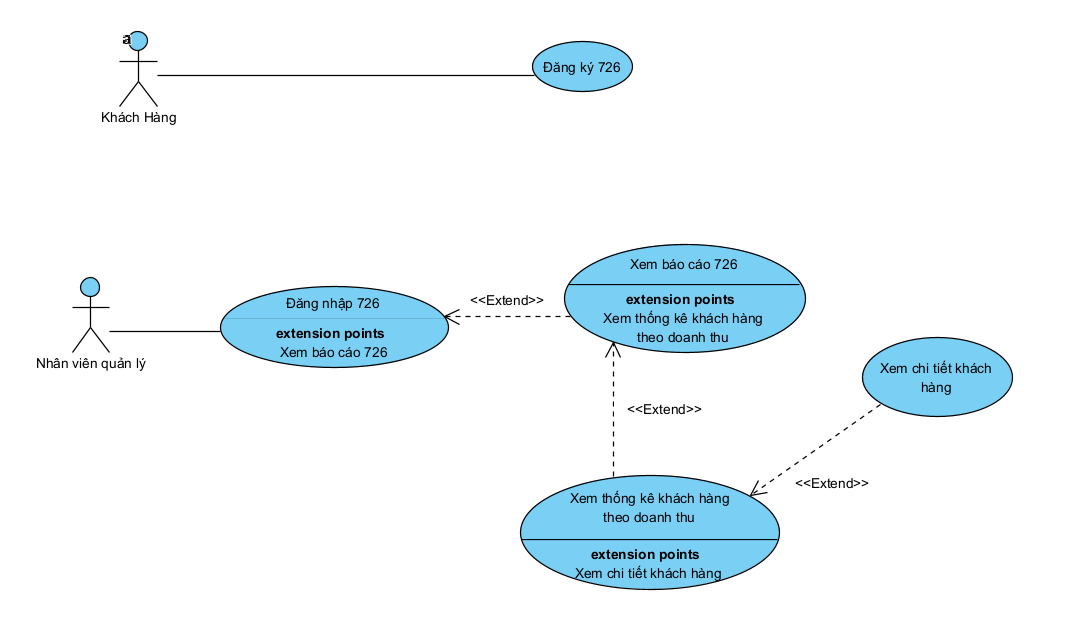 a
Khách Hàng
Đăng ký 726
Nhân viên quản lý
Đăng nhập 726
extension points
Xem báo cáo 726
<<Extend>>
Xem báo cáo 726
extension points
Xem thống kê khách hàng
theo doanh thu
<<Extend>>
Xem chi tiết khách
hàng
<<Extend>>
Xem thống kê khách hàng
theo doanh thu
extension points
Xem chi tiết khách hàng